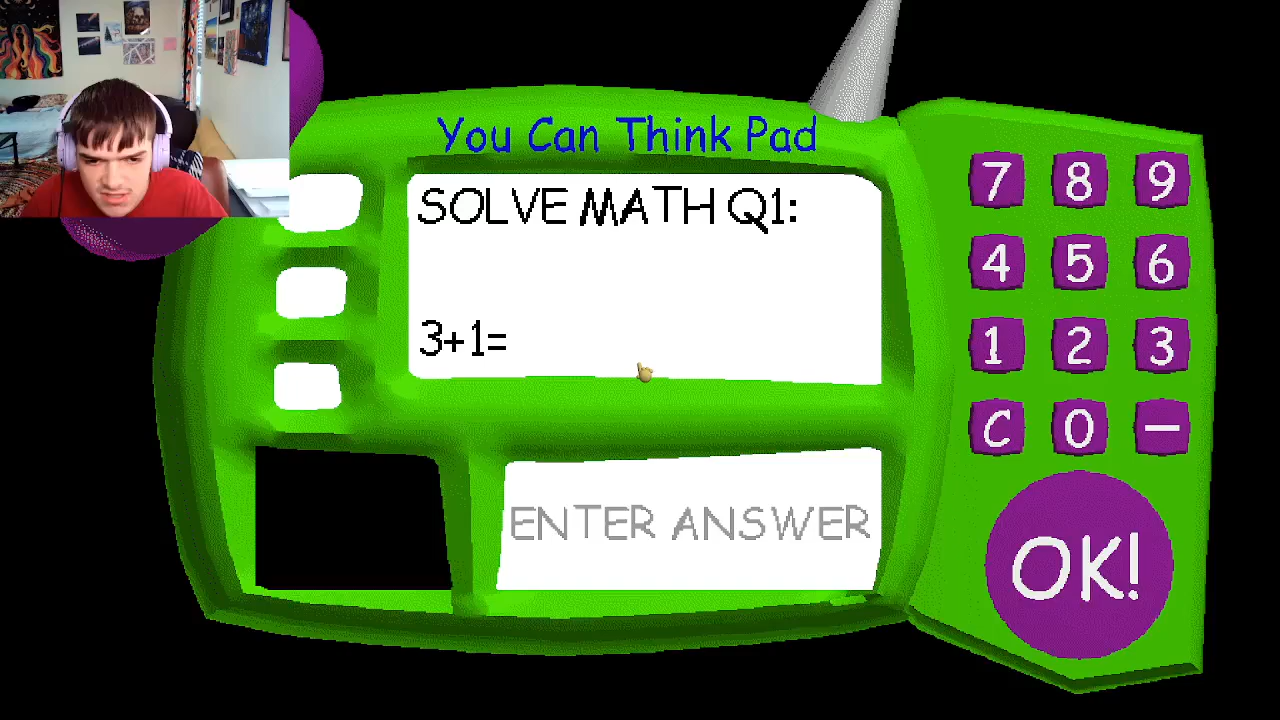 You Can Think Pad
SOLVE MATH Q1:
3+1=
ENTER ANSWER
7 8 9
4 5 6
1 2 3
C 0 —
OK!